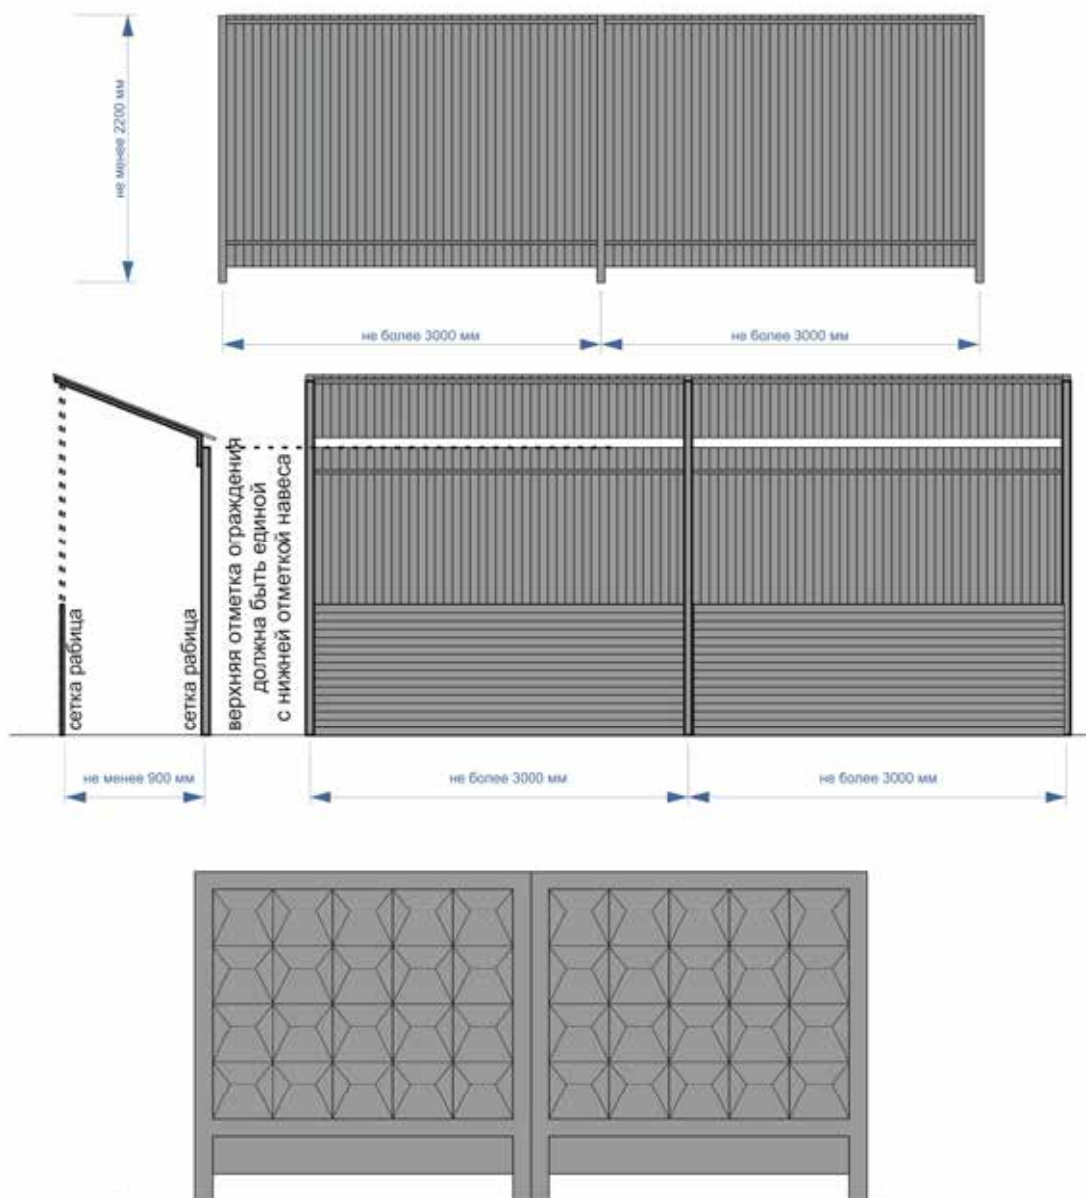 не менее 2200 мм
не более 3000 мм
не более 3000 мм
сетка рабица
сетка рабица
верхняя отметка ограждения
должна быть единой
с нижней отметкой навеса
не менее 900 мм
не более 3000 мм
не более 3000 мм